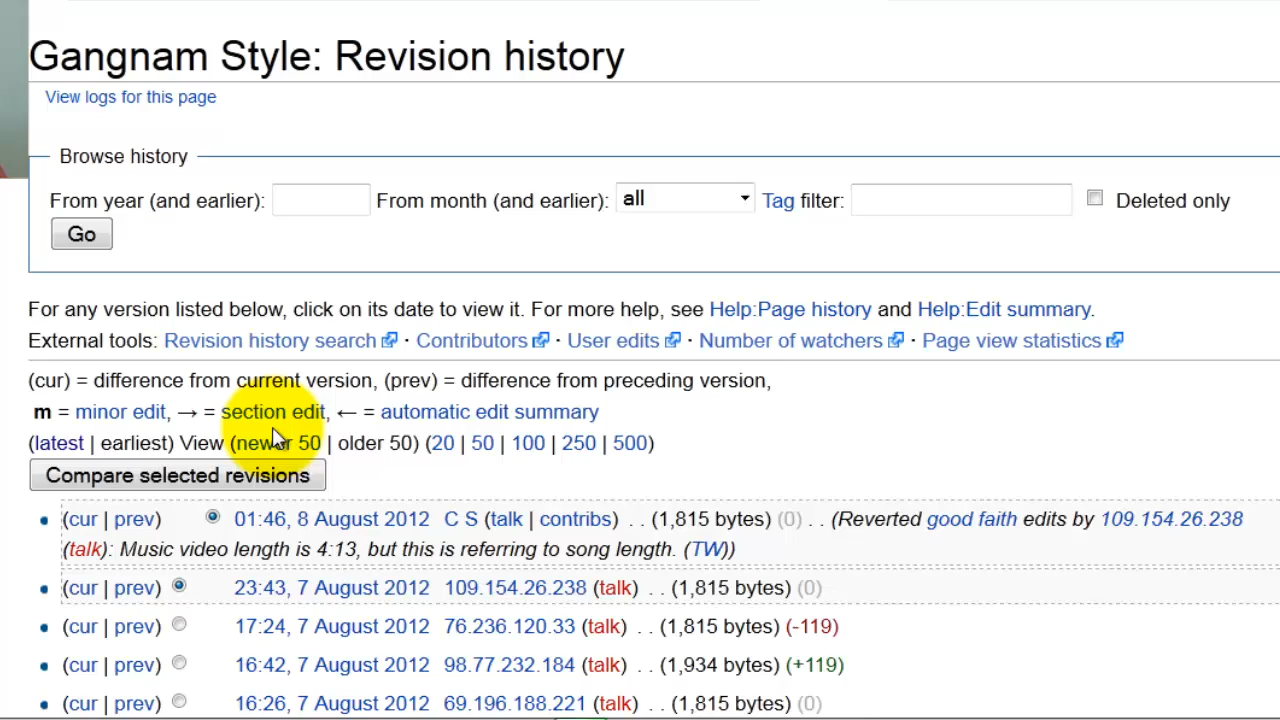 Gangnam Style: Revision history
View logs for this page
Browse history
From year (and earlier): From month (and earlier): all Tag filter: Deleted only
Go
For any version listed below, click on its date to view it. For more help, see Help:Page history and Help:Edit summary.
External tools: Revision history search · Contributors · User edits · Number of watchers · Page view statistics
(cur) = difference from current version, (prev) = difference from preceding version,
m = minor edit, → = section edit, ← = automatic edit summary
(latest | earliest) View (newer 50 | older 50) (20 | 50 | 100 | 250 | 500)
Compare selected revisions
(cur | prev) 01:46, 8 August 2012 C S (talk | contribs) . . (1,815 bytes) (0) . . (Reverted good faith edits by 109.154.26.238
(talk): Music video length is 4:13, but this is referring to song length. (TW))
(cur | prev) 23:43, 7 August 2012 109.154.26.238 (talk) . . (1,815 bytes) (0)
(cur | prev) 17:24, 7 August 2012 76.236.120.33 (talk) . . (1,815 bytes) (-119)
(cur | prev) 16:42, 7 August 2012 98.77.232.184 (talk) . . (1,934 bytes) (+119)
(cur | prev) 16:26, 7 August 2012 69.196.188.221 (talk) . . (1,815 bytes) (0)